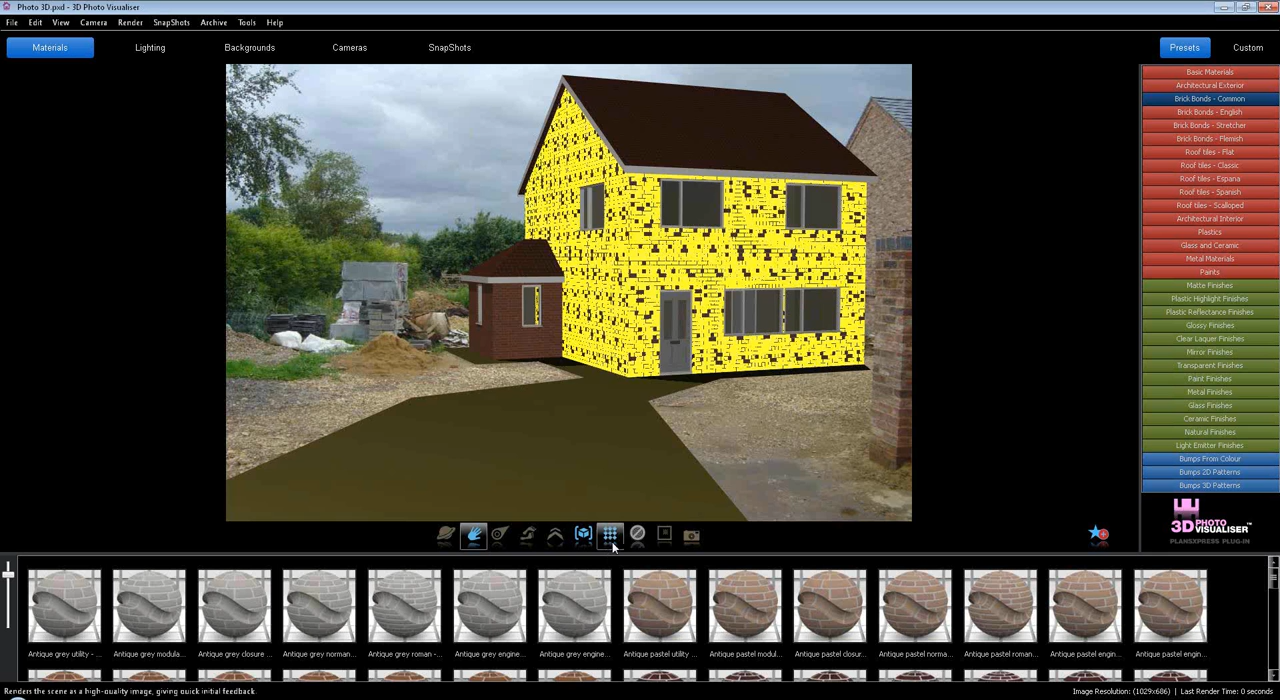 Photo 3D.pxd - 3D Photo Visualiser
File Edit View Camera Render SnapShots Archive Tools Help
Materials Lighting Backgrounds Cameras SnapShots Presets Custom
Basic Materials
Architectural Exterior
Brick Bonds - Common
Brick Bonds - English
Brick Bonds - Stretcher
Brick Bonds - Flemish
Roof tiles - Flat
Roof tiles - Classic
Roof tiles - Espana
Roof tiles - Spanish
Roof tiles - Scalloped
Architectural Interior
Plastics
Glass and Ceramic
Metal Materials
Paints
Matte Finishes
Plastic Highlight Finishes
Plastic Reflectance Finishes
Glossy Finishes
Clear Laquer Finishes
Mirror Finishes
Transparent Finishes
Paint Finishes
Metal Finishes
Glass Finishes
Ceramic Finishes
Natural Finishes
Light Emitter Finishes
Bumps From Colour
Bumps 2D Patterns
Bumps 3D Patterns
3D PHOTO
VISUALISER™
PLANSXPRESS PLUG-IN
Antique grey utility - ... Antique grey modula... Antique grey closure ... Antique grey norman... Antique grey roman -... Antique grey engine... Antique grey engine... Antique pastel utility ... Antique pastel modul... Antique pastel closur... Antique pastel norma... Antique pastel roman... Antique pastel engin... Antique pastel engin...
Renders the scene as a high-quality image, giving quick initial feedback. Image Resolution: (1029x686) | Last Render Time: 0 seconds